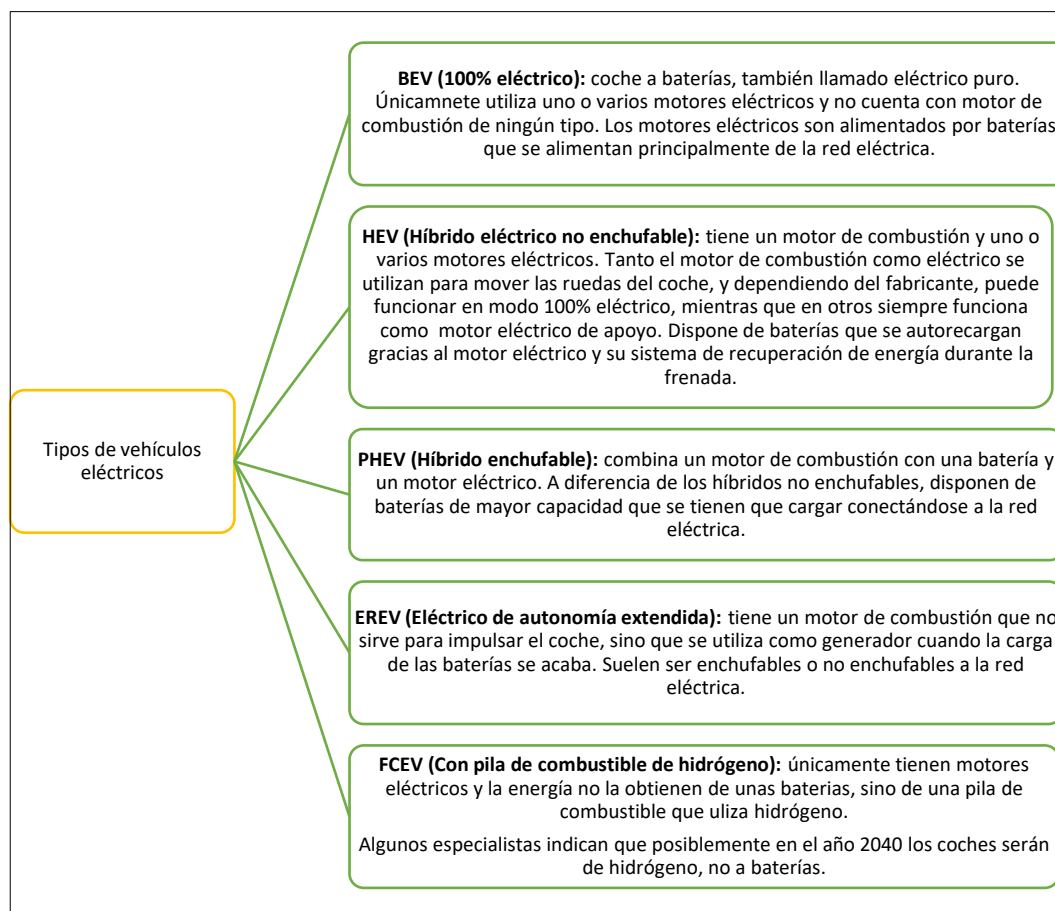 BEV (100% eléctrico): coche a baterías, también llamado eléctrico puro.
Únicamnete utiliza uno o varios motores eléctricos y no cuenta con motor de
combustión de ningún tipo. Los motores eléctricos son alimentados por baterías
que se alimentan principalmente de la red eléctrica.
HEV (Híbrido eléctrico no enchufable): tiene un motor de combustión y uno o
varios motores eléctricos. Tanto el motor de combustión como eléctrico se
utilizan para mover las ruedas del coche, y dependiendo del fabricante, puede
funcionar en modo 100% eléctrico, mientras que en otros siempre funciona
como motor eléctrico de apoyo. Dispone de baterías que se autorecargan
gracias al motor eléctrico y su sistema de recuperación de energía durante la
frenada.
Tipos de vehículos
eléctricos
PHEV (Híbrido enchufable): combina un motor de combustión con una batería y
un motor eléctrico. A diferencia de los híbridos no enchufables, disponen de
baterías de mayor capacidad que se tienen que cargar conectándose a la red
eléctrica.
EREV (Eléctrico de autonomía extendida): tiene un motor de combustión que no
sirve para impulsar el coche, sino que se utiliza como generador cuando la carga
de las baterías se acaba. Suelen ser enchufables o no enchufables a la red
eléctrica.
FCEV (Con pila de combustible de hidrógeno): únicamente tienen motores
eléctricos y la energía no la obtienen de unas baterias, sino de una pila de
combustible que uliza hidrógeno.
Algunos especialistas indican que posiblemente en el año 2040 los coches serán
de hidrógeno, no a baterías.